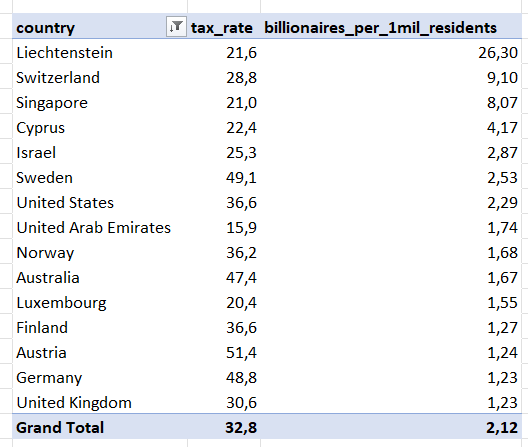 country tax_rate billionaires_per_1mil_residents
Liechtenstein 21,6 26,30
Switzerland 28,8 9,10
Singapore 21,0 8,07
Cyprus 22,4 4,17
Israel 25,3 2,87
Sweden 49,1 2,53
United States 36,6 2,29
United Arab Emirates 15,9 1,74
Norway 36,2 1,68
Australia 47,4 1,67
Luxembourg 20,4 1,55
Finland 36,6 1,27
Austria 51,4 1,24
Germany 48,8 1,23
United Kingdom 30,6 1,23
Grand Total 32,8 2,12